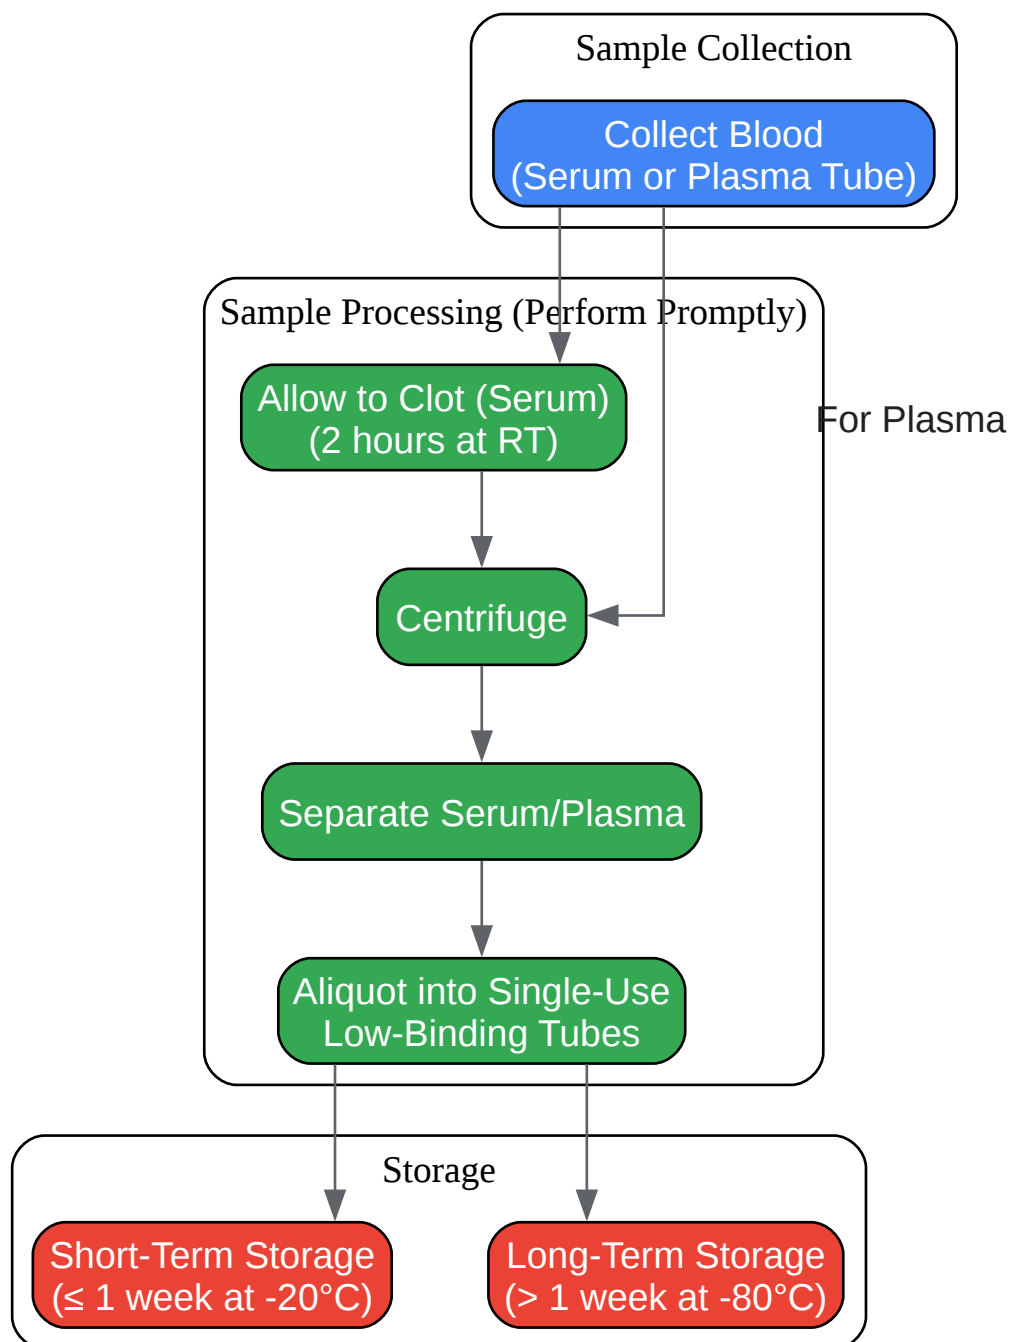 Sample Collection
Collect Blood
(Serum or Plasma Tube)
Sample Processing (Perform Promptly)
Allow to Clot (Serum)
(2 hours at RT)
For Plasma
Centrifuge
Separate Serum/Plasma
Aliquot into Single-Use
Low-Binding Tubes
Storage
Short-Term Storage
(≤ 1 week at -20°C)
Long-Term Storage
(> 1 week at -80°C)